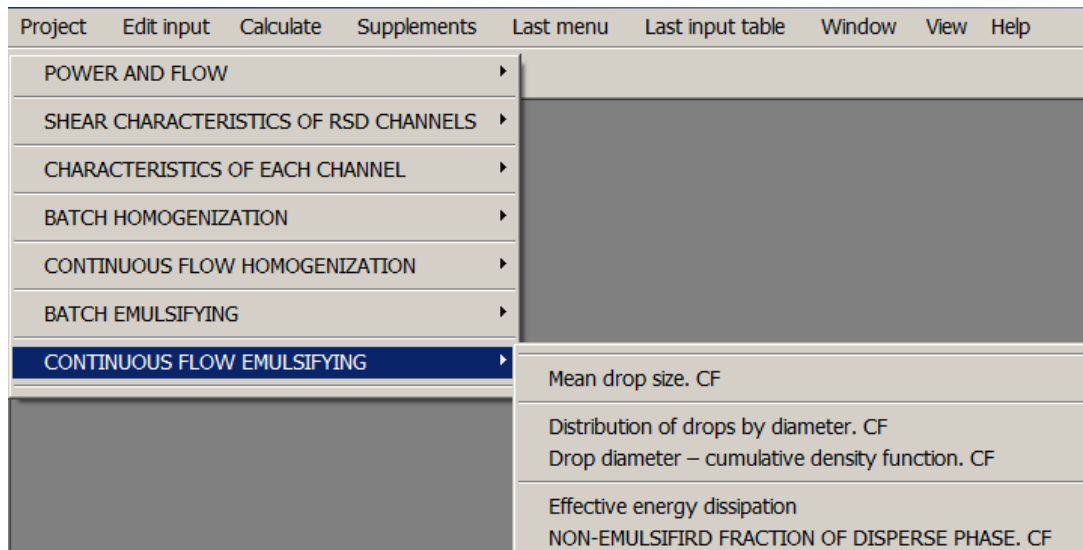 Project Edit input Calculate Supplements Last menu Last input table Window View Help
POWER AND FLOW
SHEAR CHARACTERISTICS OF RSD CHANNELS
CHARACTERISTICS OF EACH CHANNEL
BATCH HOMOGENIZATION
CONTINUOUS FLOW HOMOGENIZATION
BATCH EMULSIFYING
CONTINUOUS FLOW EMULSIFYING
Mean drop size. CF
Distribution of drops by diameter. CF
Drop diameter – cumulative density function. CF
Effective energy dissipation
NON-EMULSIFIRD FRACTION OF DISPERSE PHASE. CF